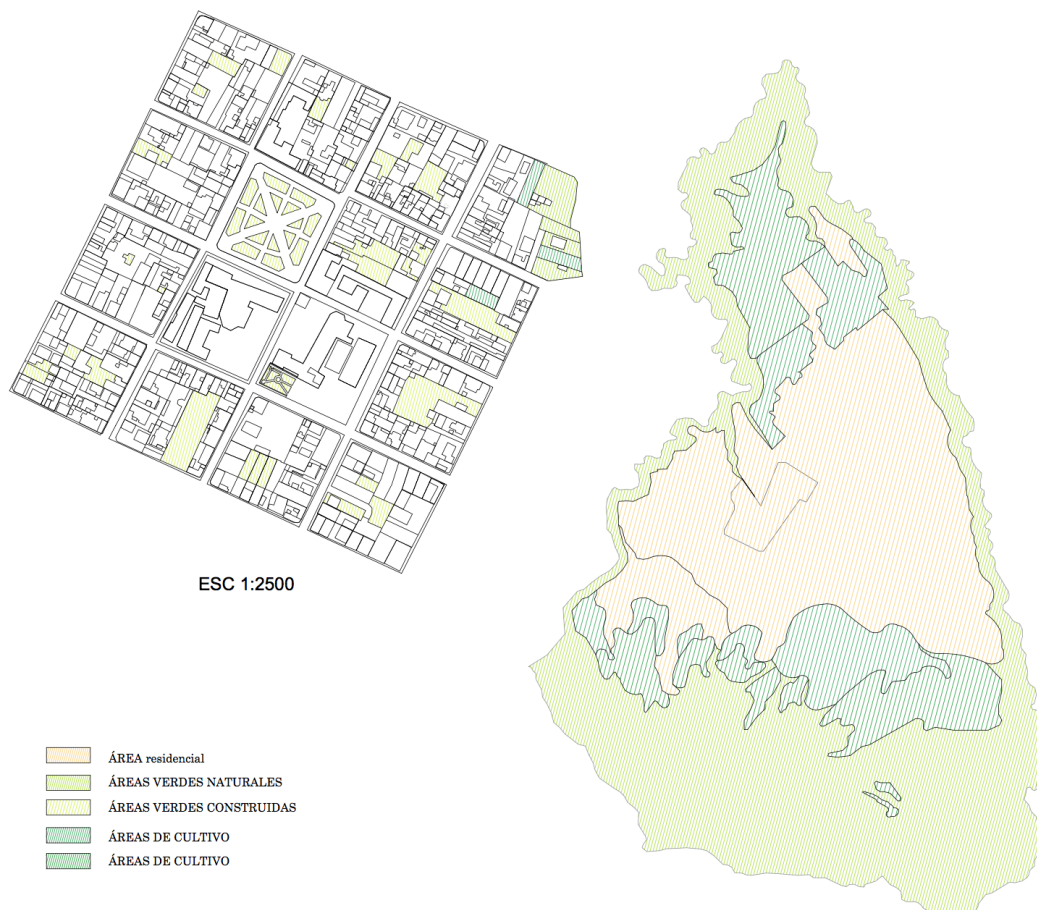 ESC 1:2500
ÁREA residencial
ÁREAS VERDES NATURALES
ÁREAS VERDES CONSTRUIDAS
ÁREAS DE CULTIVO
ÁREAS DE CULTIVO